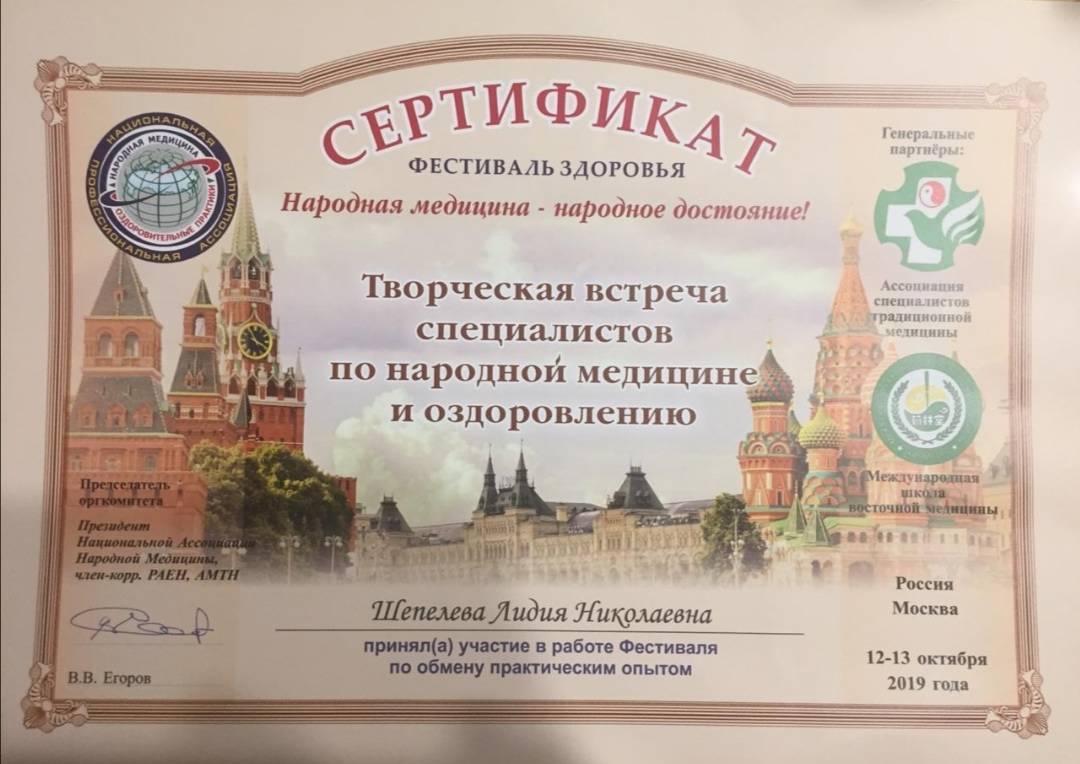 СЕРТИФИКАТ
ФЕСТИВАЛЬ ЗДОРОВЬЯ
Народная медицина - народное достояние!
НАЦИОНАЛЬНАЯ ПРОФЕССИОНАЛЬНАЯ АССОЦИАЦИЯ
НАРОДНАЯ МЕДИЦИНА
ОЗДОРОВИТЕЛЬНЫЕ ПРАКТИКИ
Генеральные
партнёры:
Ассоциация
специалистов
традиционной
медицины
Творческая встреча
специалистов
по народной медицине
и оздоровлению
Международная
школа
восточной медицины
Председатель
оргкомитета
Президент
Национальной Ассоциации
Народной Медицины,
член-корр. РАЕН, АМТН
В.В. Егоров
Шепелева Лидия Николаевна
принял(а) участие в работе Фестиваля
по обмену практическим опытом
Россия
Москва
12-13 октября
2019 года